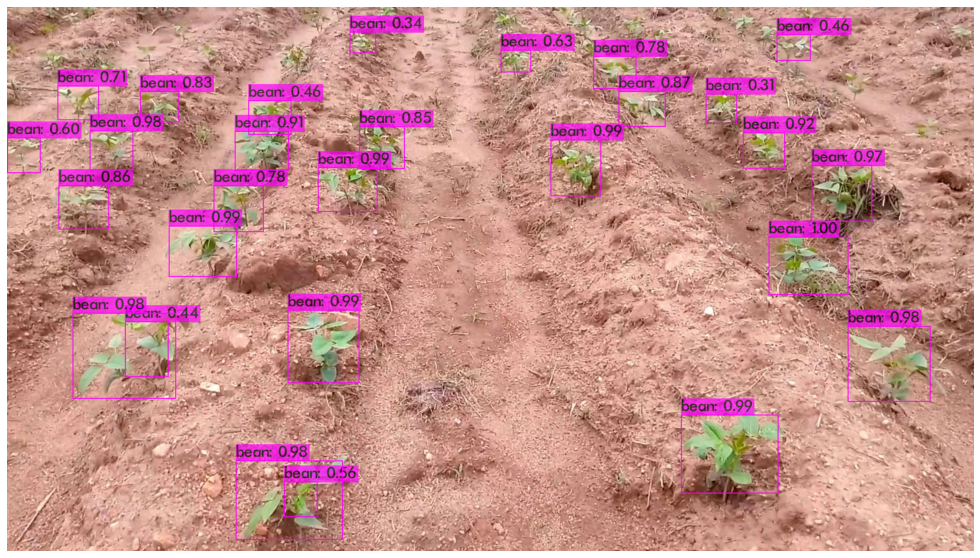 bean: 0.34
bean: 0.46
bean: 0.63
bean: 0.78
bean: 0.71
bean: 0.83
bean: 0.87
bean: 0.31
bean: 0.46
bean: 0.85
bean: 0.60
bean: 0.98
bean: 0.91
bean: 0.99
bean: 0.92
bean: 0.99
bean: 0.97
bean: 0.86
bean: 0.78
bean: 0.99
bean: 1.00
bean: 0.98
bean: 0.44
bean: 0.99
bean: 0.98
bean: 0.99
bean: 0.98
bean: 0.56